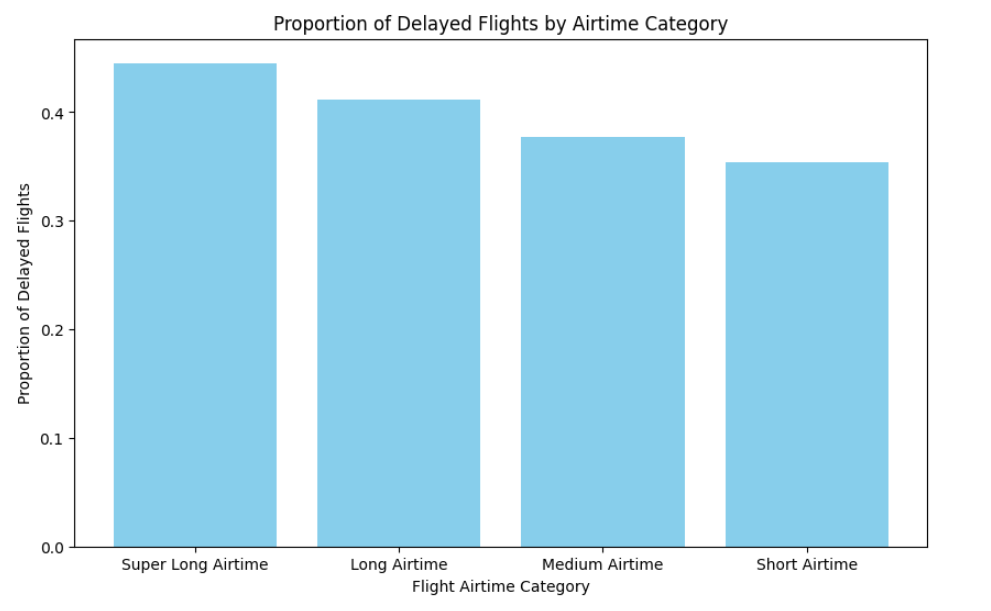 Proportion of Delayed Flights by Airtime Category
Proportion of Delayed Flights
0.4
0.3
0.2
0.1
0.0
Super Long Airtime
Long Airtime
Medium Airtime
Short Airtime
Flight Airtime Category